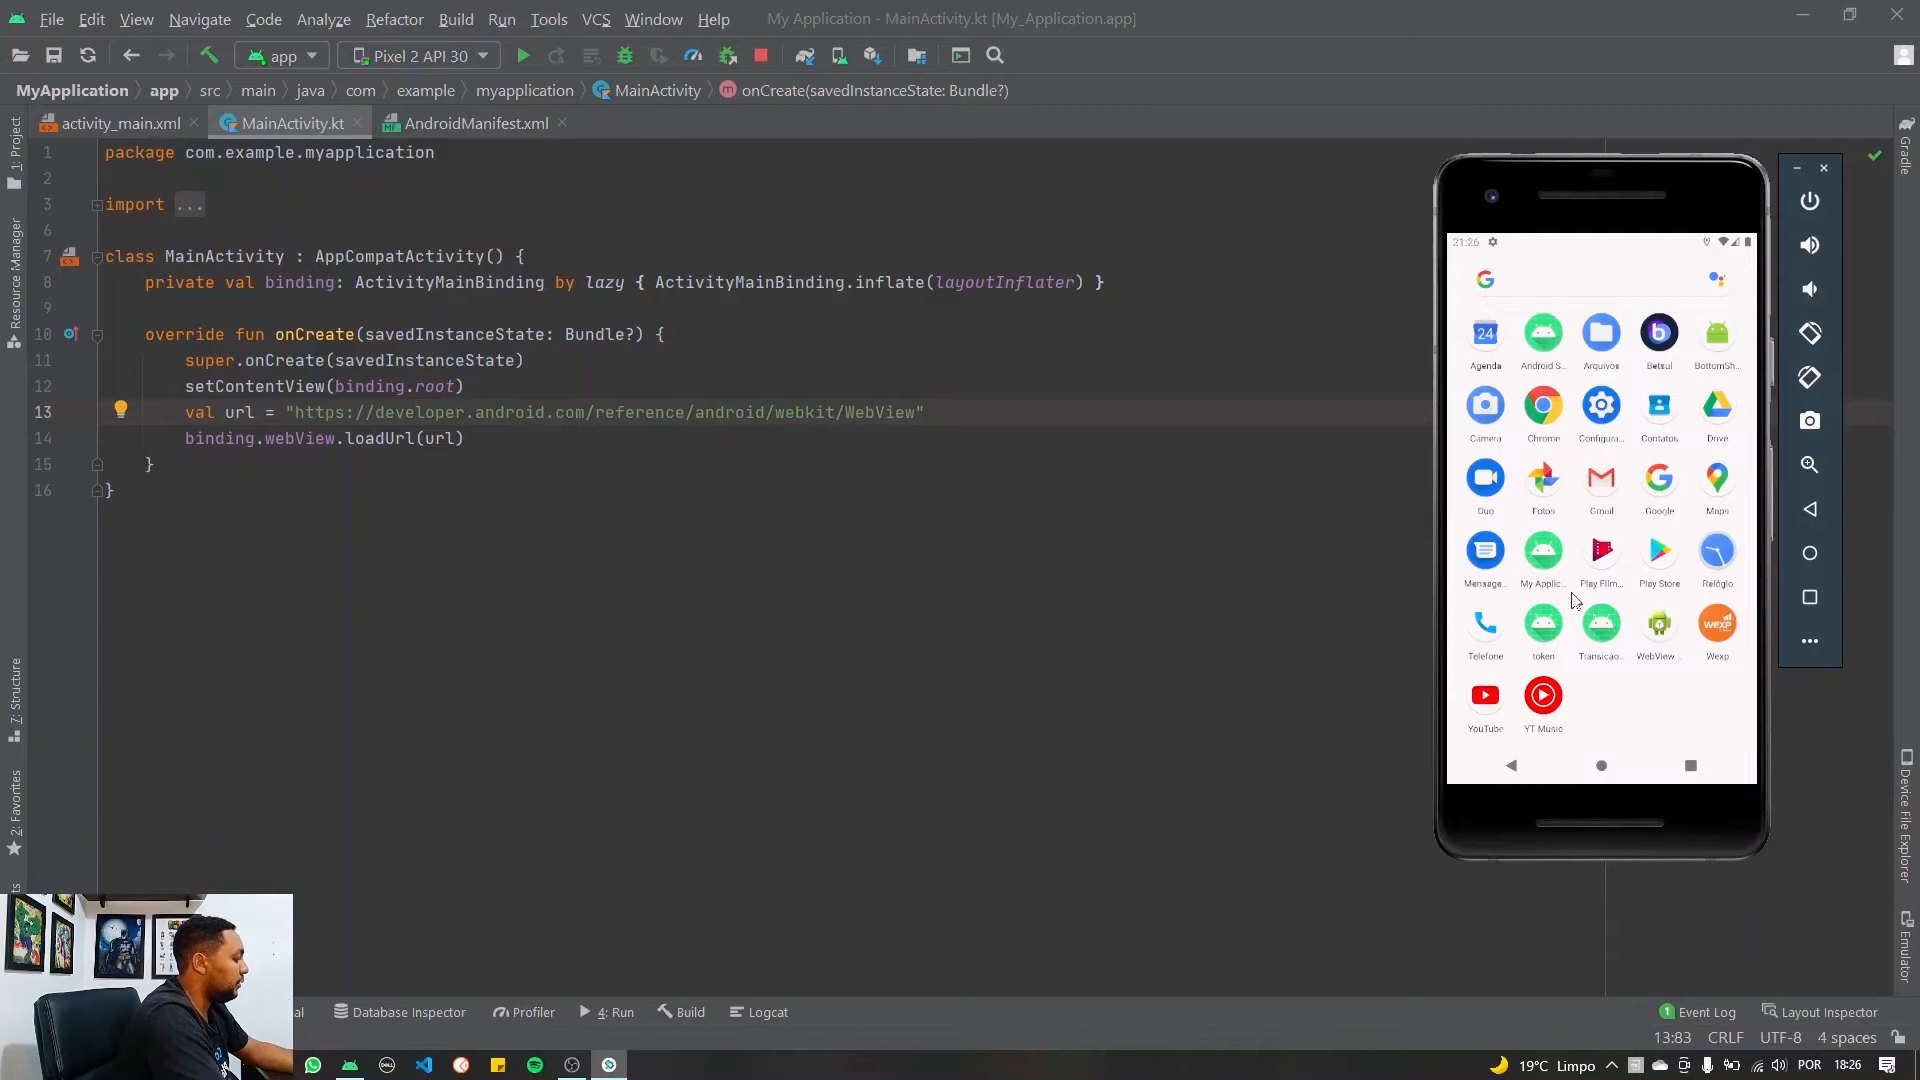 File Edit View Navigate Code Analyze Refactor Build Run Tools VCS Window Help My Application - MainActivity.kt [My_Application.app]
app Pixel 2 API 30
MyApplication app src main java com example myapplication MainActivity onCreate(savedInstanceState: Bundle?)
activity_main.xml MainActivity.kt AndroidManifest.xml
1 package com.example.myapplication
2
3 import ...
6
7 class MainActivity : AppCompatActivity() {
8 private val binding: ActivityMainBinding by lazy { ActivityMainBinding.inflate(layoutInflater) }
9
10 override fun onCreate(savedInstanceState: Bundle?) {
11 super.onCreate(savedInstanceState)
12 setContentView(binding.root)
13 val url = "https://developer.android.com/reference/android/webkit/WebView"
14 binding.webView.loadUrl(url)
15 }
16 }
1: Project
Resource Manager
7: Structure
2: Favorites
Gradle
Device File Explorer
Emulator
21:26
24
Agenda Android S... Arquivos Betsul BottomSh...
Câmera Chrome Configura... Contatos Drive
Duo Fotos Gmail Google Maps
Mensage... My Applic... Play Film... Play Store Relógio
wexp
Telefone token Transicao... WebView ... Wexp
YouTube YT Music
al Database Inspector Profiler 4: Run Build Logcat 1 Event Log Layout Inspector
13:83 CRLF UTF-8 4 spaces
DELL 19°C Limpo POR 18:26